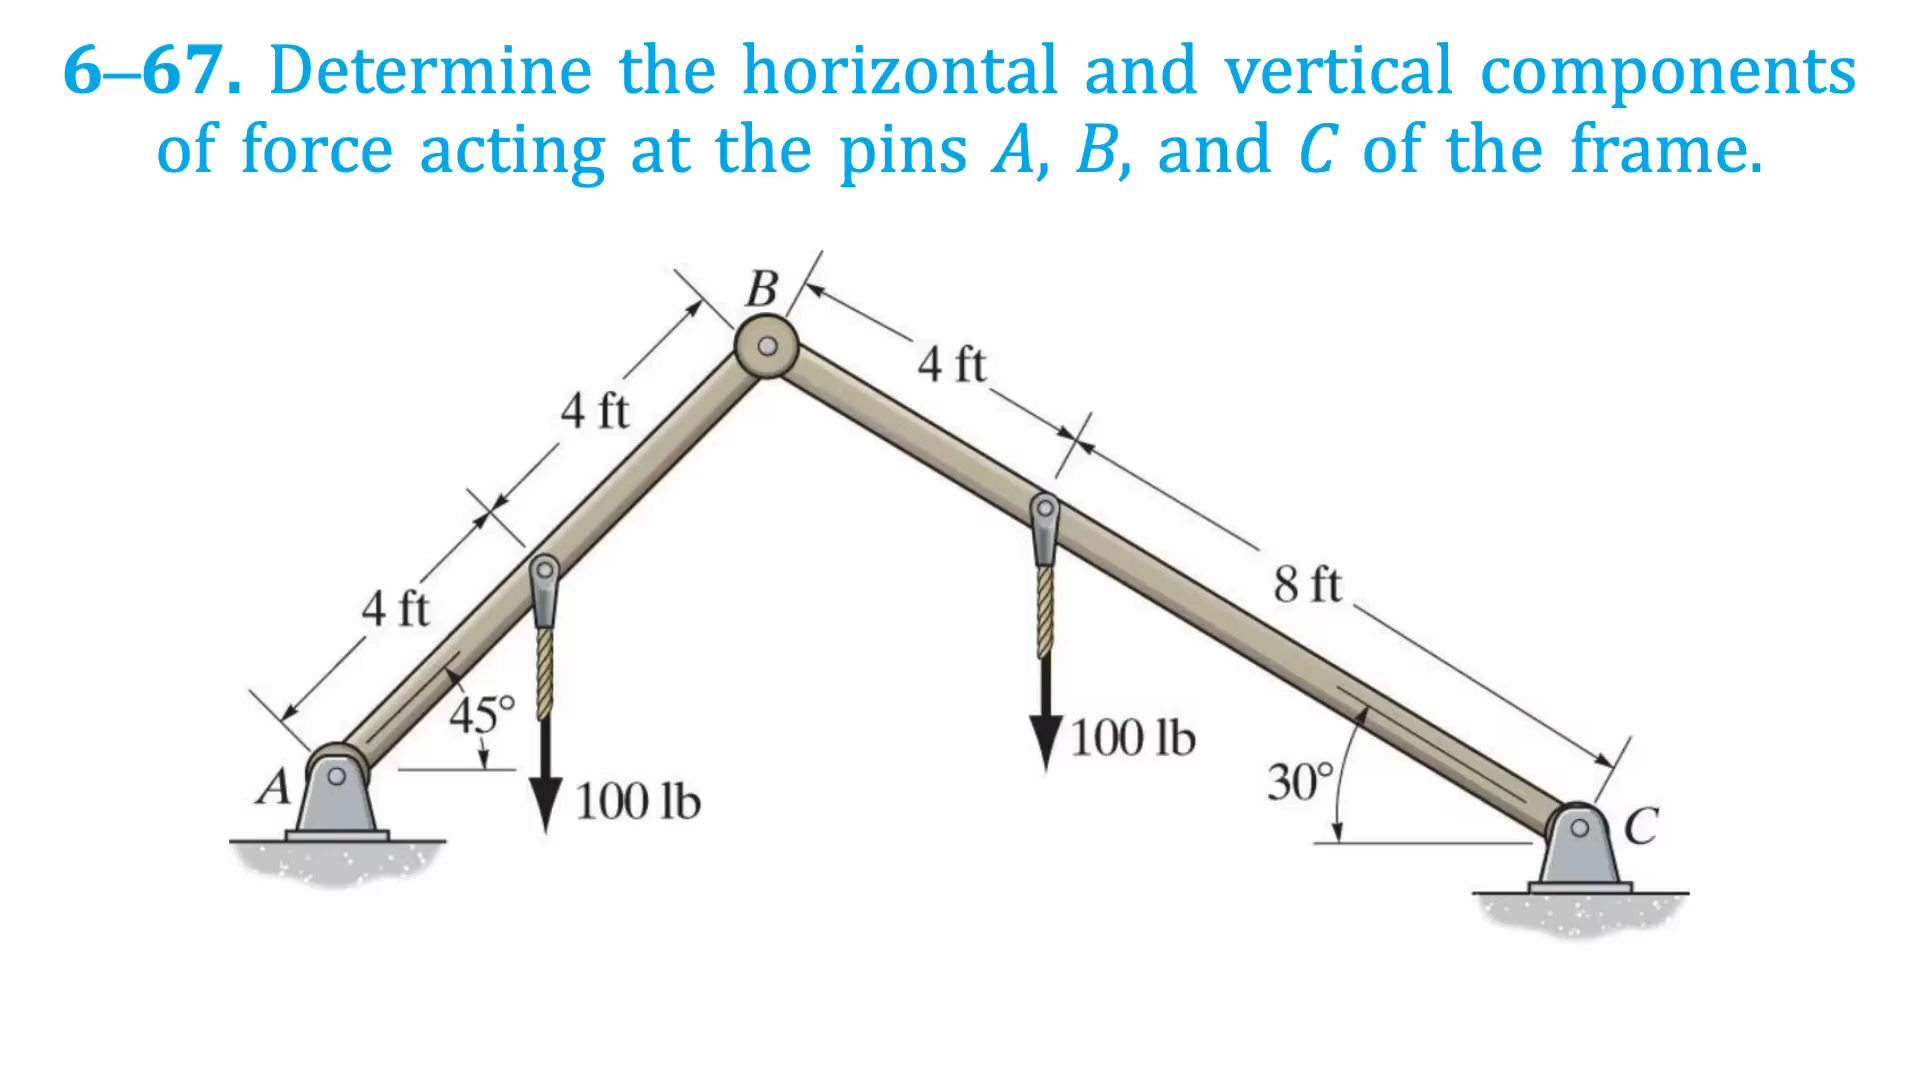 6–67. Determine the horizontal and vertical components
of force acting at the pins A, B, and C of the frame.
B
4 ft
4 ft
8 ft
4 ft
45°
100 lb
30°
A
100 lb
C